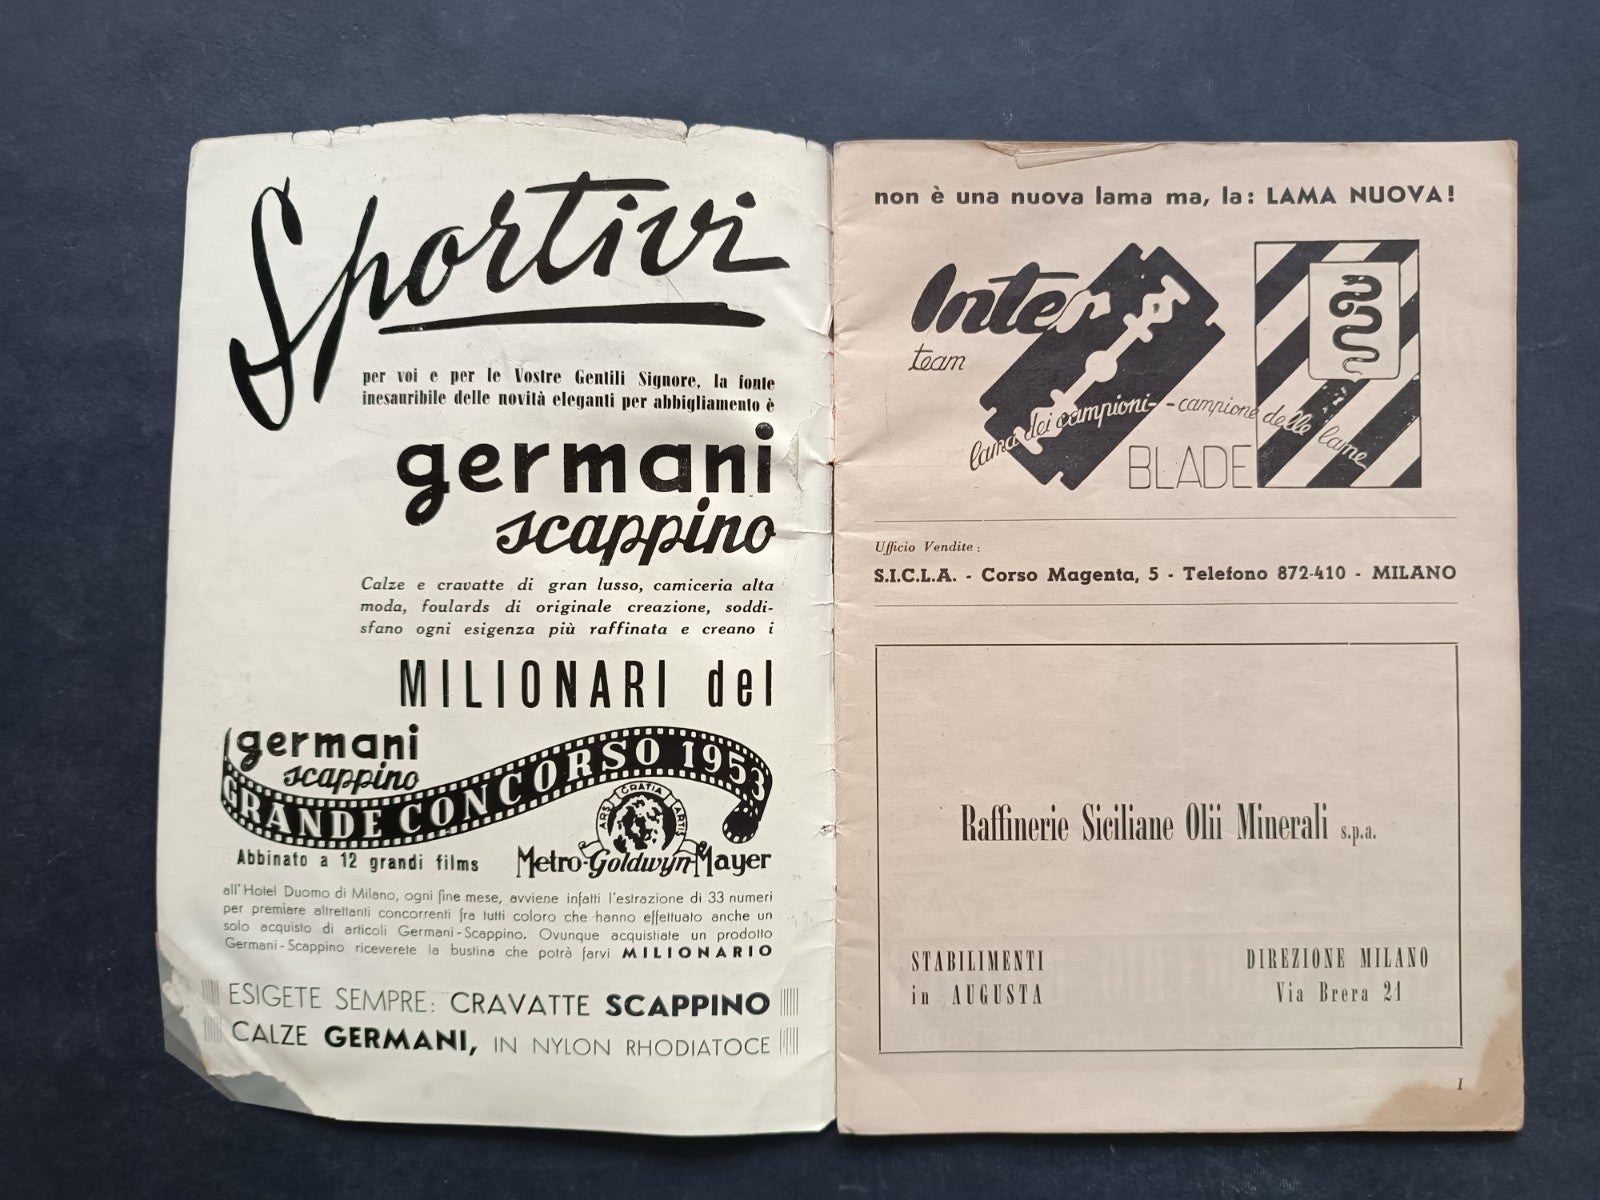 Sportivi
per voi e per le Vostre Gentili Signore, la fonte
inesauribile delle novità eleganti per abbigliamento è
germani
scappino
Calze e cravatte di gran lusso, camiceria alta
moda, foulards di originale creazione, soddi-
sfano ogni esigenza più raffinata e creano i
MILIONARI del
germani
scappino
GRANDE CONCORSO 1953
ARS GRATIA ARTIS
Abbinato a 12 grandi films
Metro-Goldwyn-Mayer
all'Hotel Duomo di Milano, ogni fine mese, avviene infatti l'estrazione di 33 numeri
per premiare altrettanti concorrenti fra tutti coloro che hanno effettuato anche un
solo acquisto di articoli Germani-Scappino. Ovunque acquistiate un prodotto
Germani-Scappino riceverete la bustina che potrà farvi MILIONARIO
ESIGETE SEMPRE: CRAVATTE SCAPPINO
CALZE GERMANI, IN NYLON RHODIATOCE
non è una nuova lama ma, la: LAMA NUOVA!
Inter
team
lama dei campioni - - campione delle lame
BLADE
Ufficio Vendite:
S.I.C.L.A. - Corso Magenta, 5 - Telefono 872-410 - MILANO
Raffinerie Siciliane Olii Minerali s.p.a.
STABILIMENTI
in AUGUSTA
DIREZIONE MILANO
Via Brera 21
I